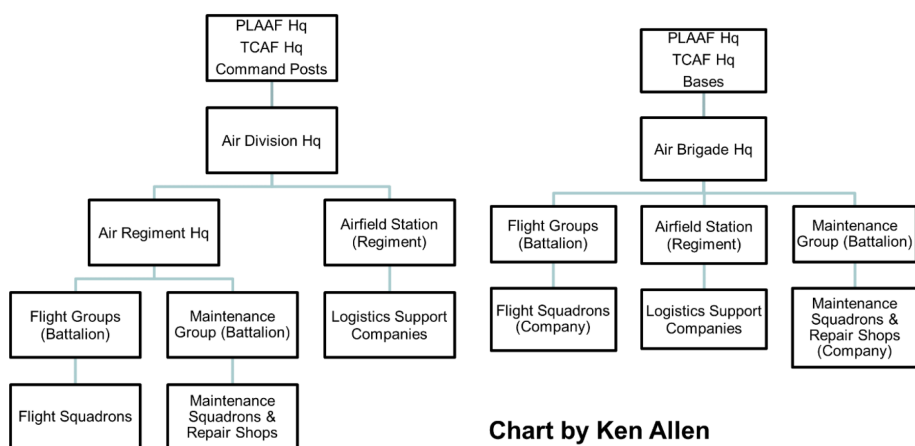 PLAAF Hq
TCAF Hq
Command Posts
Air Division Hq
Air Regiment Hq
Airfield Station
(Regiment)
Flight Groups
(Battalion)
Maintenance
Group (Battalion)
Logistics Support
Companies
Flight Squadrons
Maintenance
Squadrons &
Repair Shops
PLAAF Hq
TCAF Hq
Bases
Air Brigade Hq
Flight Groups
(Battalion)
Airfield Station
(Regiment)
Maintenance
Group (Battalion)
Flight Squadrons
(Company)
Logistics Support
Companies
Maintenance
Squadrons &
Repair Shops
(Company)
Chart by Ken Allen